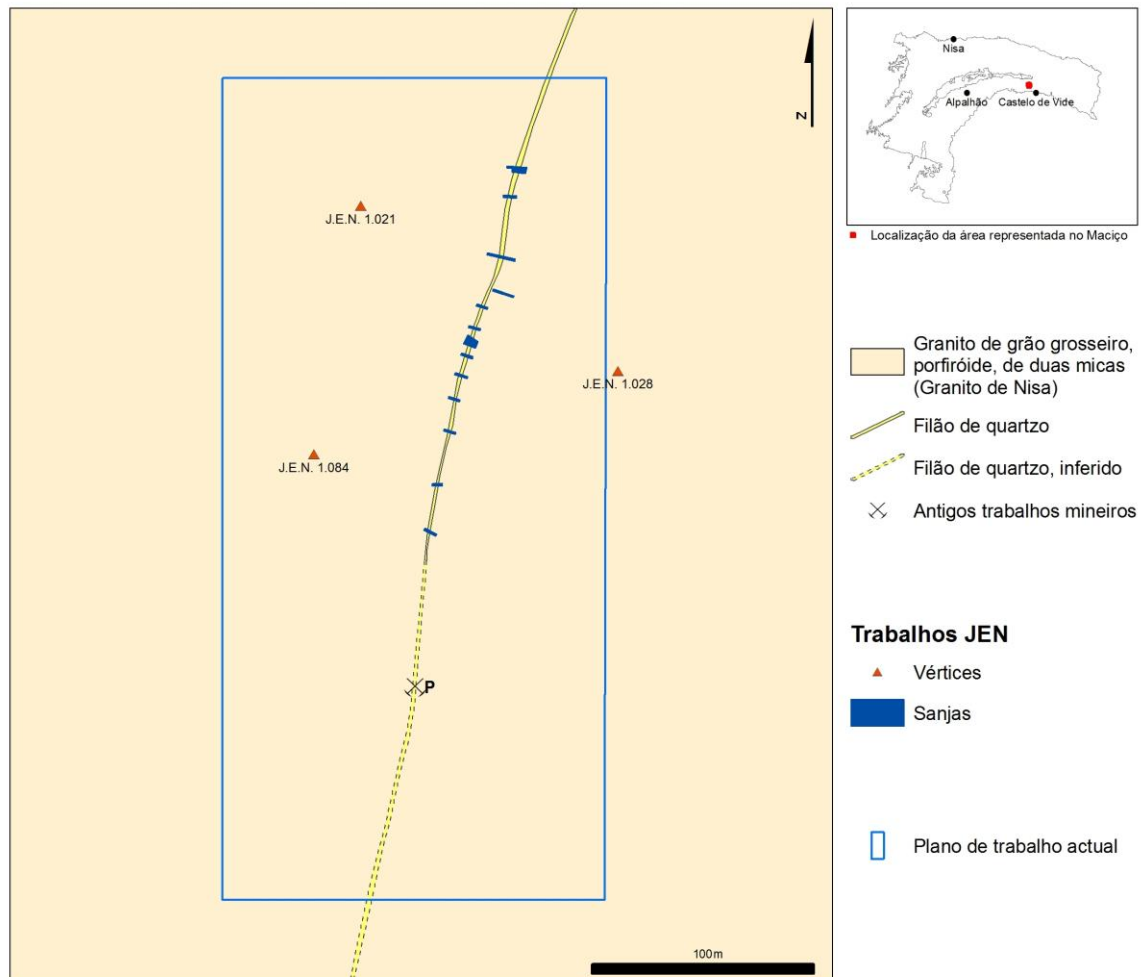 J.E.N. 1.021
J.E.N. 1.028
J.E.N. 1.084
P
N
100m
Nisa
Alpalhão
Castelo de Vide
Localização da área representada no Maciço
Granito de grão grosseiro,
porfiróide, de duas micas
(Granito de Nisa)
Filão de quartzo
Filão de quartzo, inferido
Antigos trabalhos mineiros
Trabalhos JEN
Vértices
Sanjas
Plano de trabalho actual